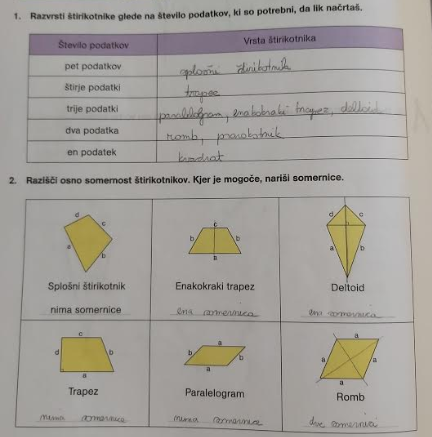 1. Razvrsti štirikotnike glede na število podatkov, ki so potrebni, da lik načrtaš.
Število podatkov Vrsta štirikotnika
pet podatkov splošni štirikotnik
štirje podatki trapez
trije podatki paralelogram, enakokraki trapez, deltoid
dva podatka romb, pravokotnik
en podatek kvadrat
2. Razišči osno somernost štirikotnikov. Kjer je mogoče, nariši somernice.
d c a b
c b b a
d c a b
Splošni štirikotnik Enakokraki trapez Deltoid
nima somernice ena somernica ena somernica
c d b a
a b b a
a a a a
Trapez Paralelogram Romb
nima somernice nima somernice dve somernica